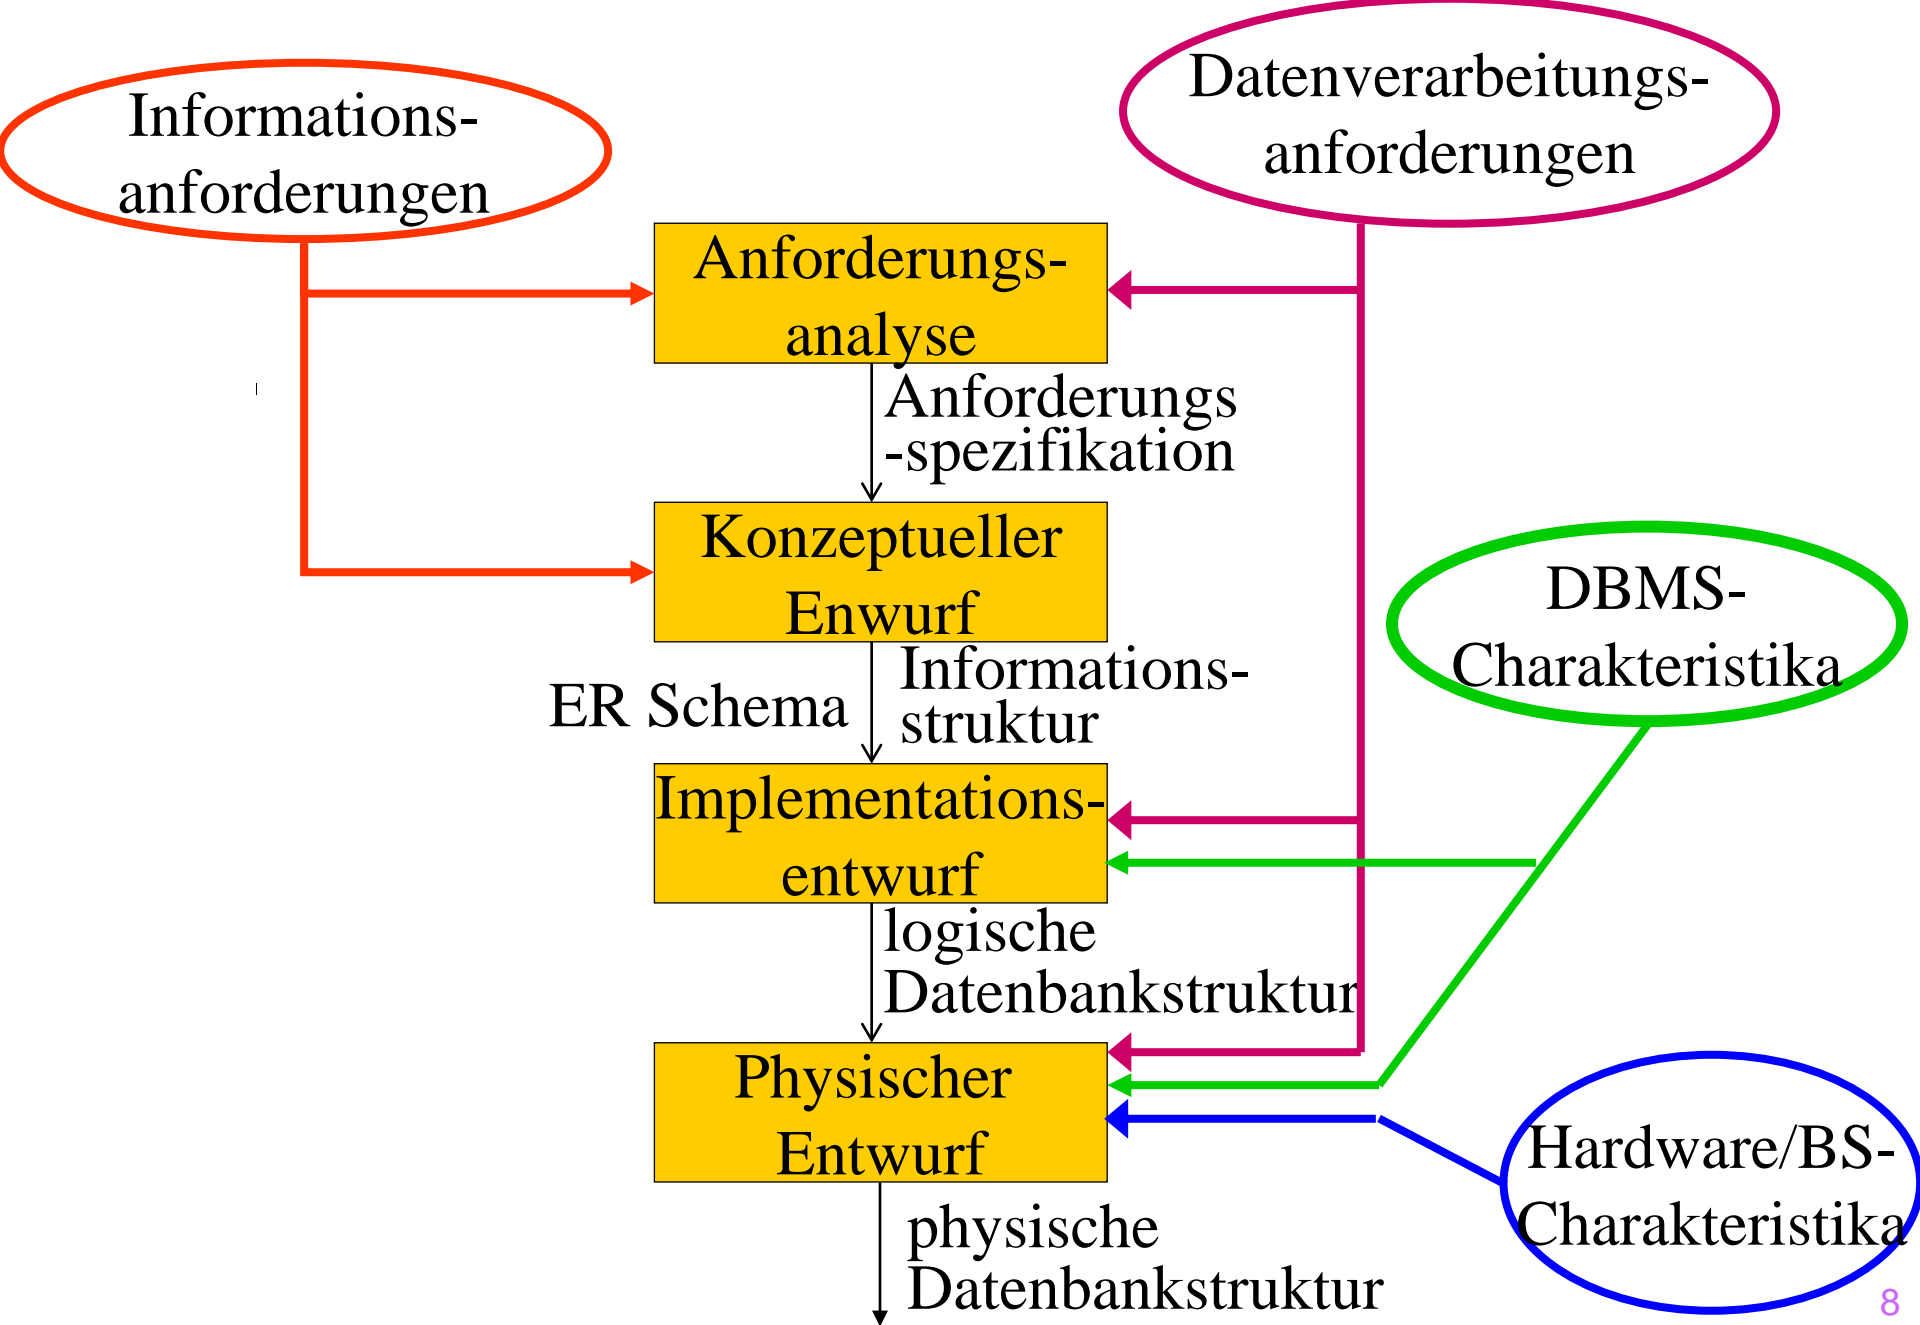 Informations-
anforderungen
Datenverarbeitungs-
anforderungen
Anforderungs-
analyse
Anforderungs
-spezifikation
Konzeptueller
Enwurf
DBMS-
Charakteristika
ER Schema
Informations-
struktur
Implementations-
entwurf
logische
Datenbankstruktur
Physischer
Entwurf
Hardware/BS-
Charakteristika
physische
Datenbankstruktur
8